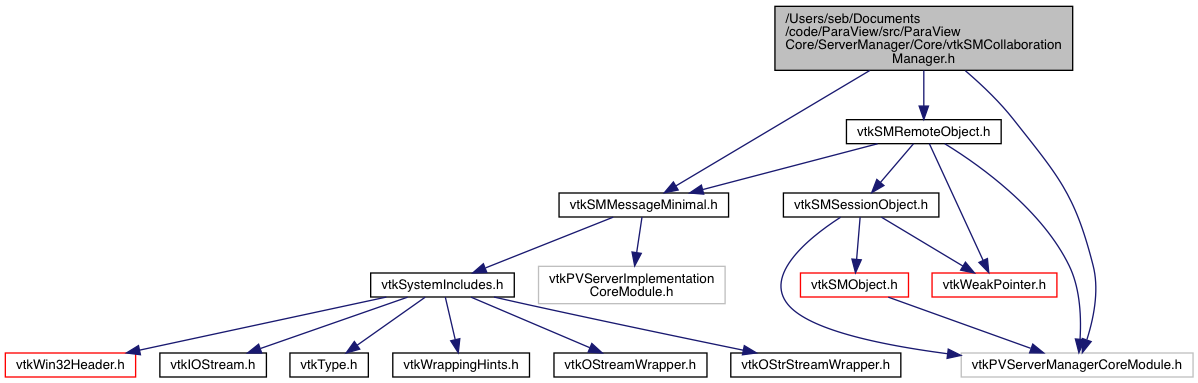 /Users/seb/Documents
/code/ParaView/src/ParaView
Core/ServerManager/Core/vtkSMCollaboration
Manager.h
vtkSMRemoteObject.h
vtkSMMessageMinimal.h
vtkSMSessionObject.h
vtkSystemIncludes.h
vtkPVServerImplementation
CoreModule.h
vtkSMObject.h
vtkWeakPointer.h
vtkWin32Header.h
vtkIOStream.h
vtkType.h
vtkWrappingHints.h
vtkOStreamWrapper.h
vtkOStrStreamWrapper.h
vtkPVServerManagerCoreModule.h